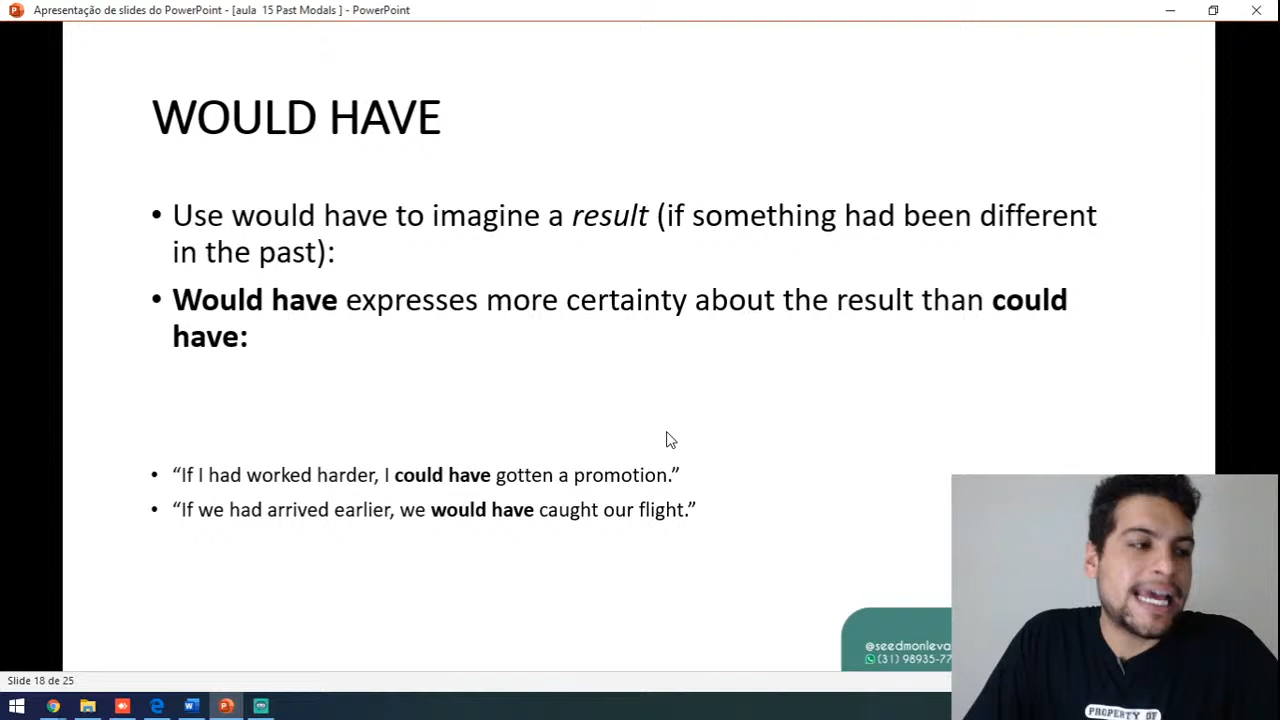 Apresentação de slides do PowerPoint - [aula  15 Past Modals ] - PowerPoint
WOULD HAVE
• Use would have to imagine a result (if something had been different
in the past):
• Would have expresses more certainty about the result than could
have:
• “If I had worked harder, I could have gotten a promotion.”
• “If we had arrived earlier, we would have caught our flight.”
@seedmonleva
(31) 98935-77
PROPERTY OF
Slide 18 de 25